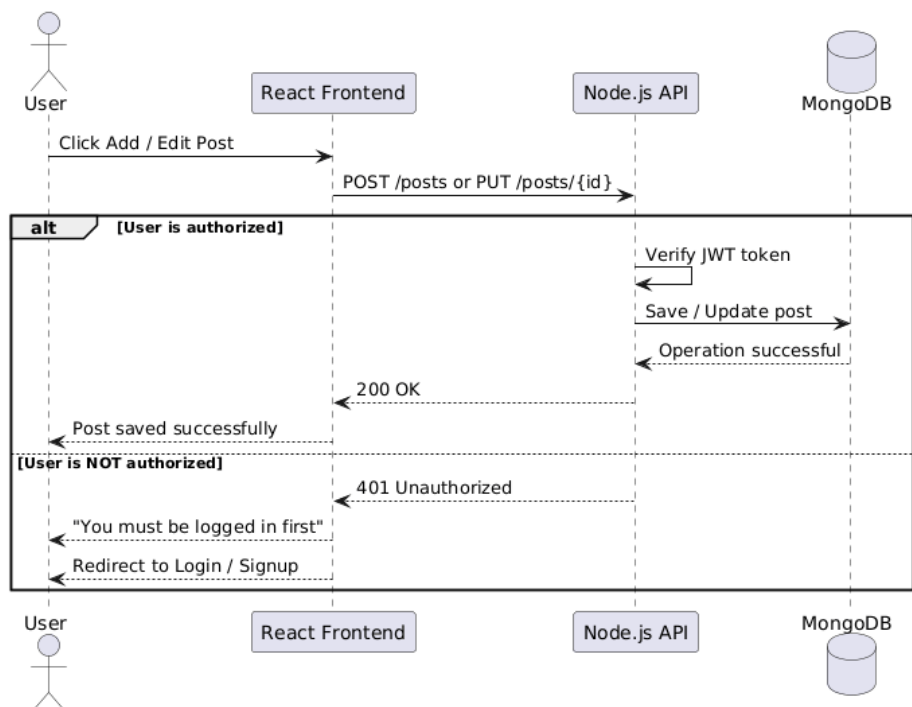 User
React Frontend
Node.js API
MongoDB
Click Add / Edit Post
POST /posts or PUT /posts/{id}
alt
[User is authorized]
Verify JWT token
Save / Update post
Operation successful
200 OK
Post saved successfully
[User is NOT authorized]
401 Unauthorized
"You must be logged in first"
Redirect to Login / Signup
User
React Frontend
Node.js API
MongoDB